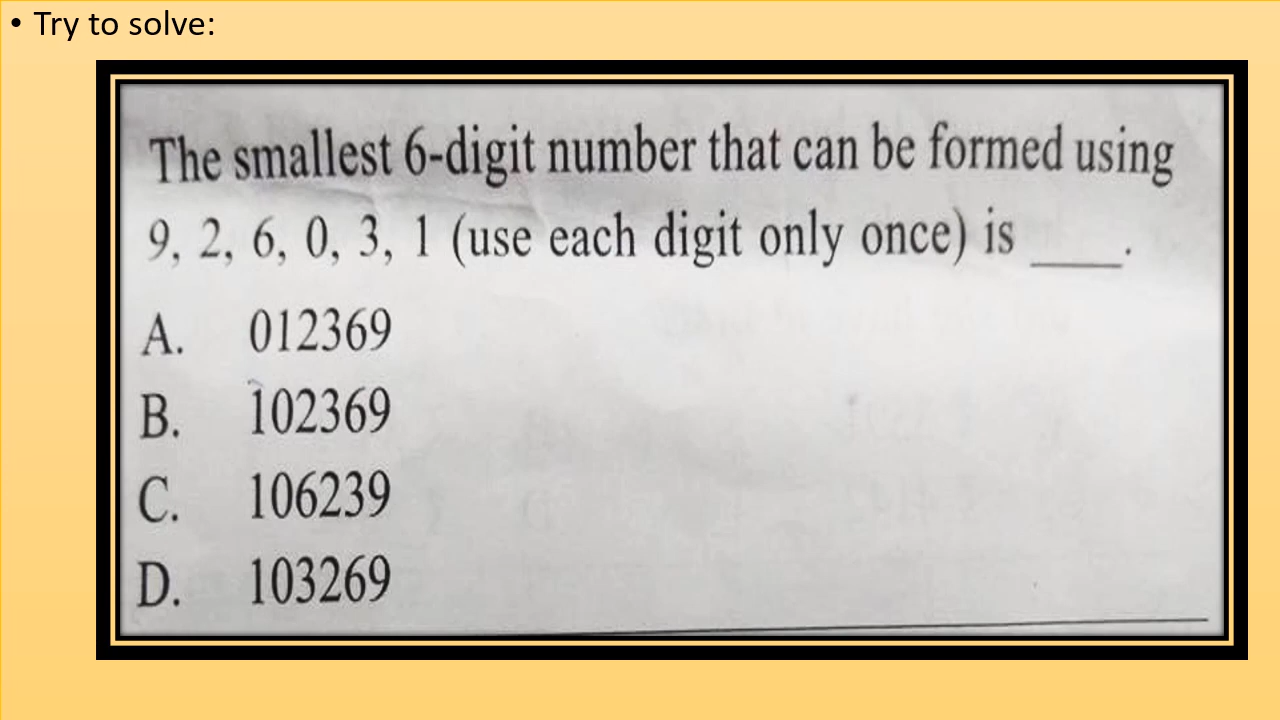 • Try to solve:
The smallest 6-digit number that can be formed using
9, 2, 6, 0, 3, 1 (use each digit only once) is ____.
A. 012369
B. 102369
C. 106239
D. 103269